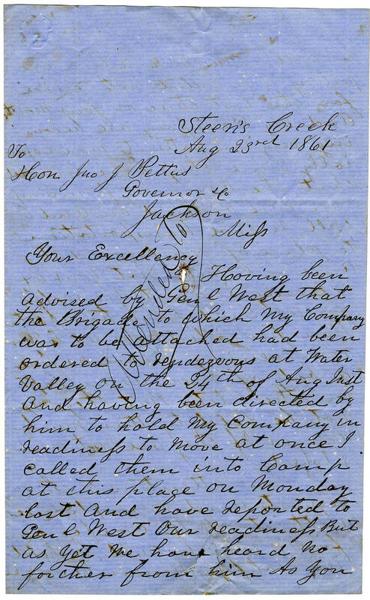 Steen's Creek
Aug 23rd 1861
To
Hon Jno J Pettus
Governor &c
Jackson
Miss
Your Excellency
Having been
advised by Genl West that
the Brigade to which My Company
was to be attached had been
ordered to rendezvous at Water
Valley on the 24th of Aug Inst
And having been directed by
him to hold My Company in
readiness to Move at once I
called them into Camp
at this place on Monday
last And have reported to
Genl West Our readiness But
as Yet We have heard No
forther from him As You